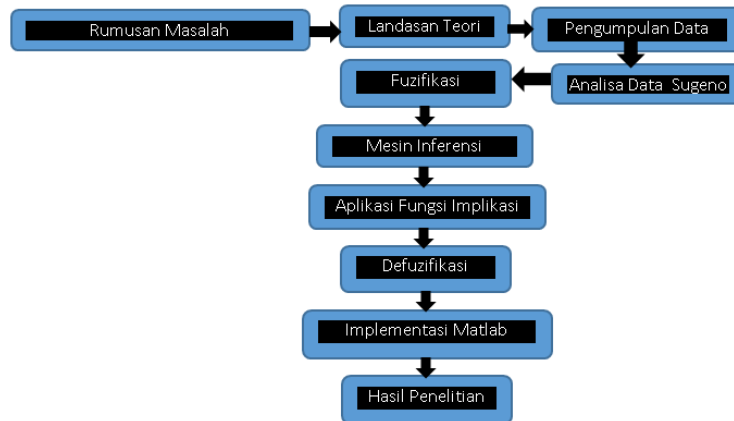 Rumusan Masalah
Landasan Teori
Pengumpulan Data
Analisa Data Sugeno
Fuzifikasi
Mesin Inferensi
Aplikasi Fungsi Implikasi
Defuzifikasi
Implementasi Matlab
Hasil Penelitian